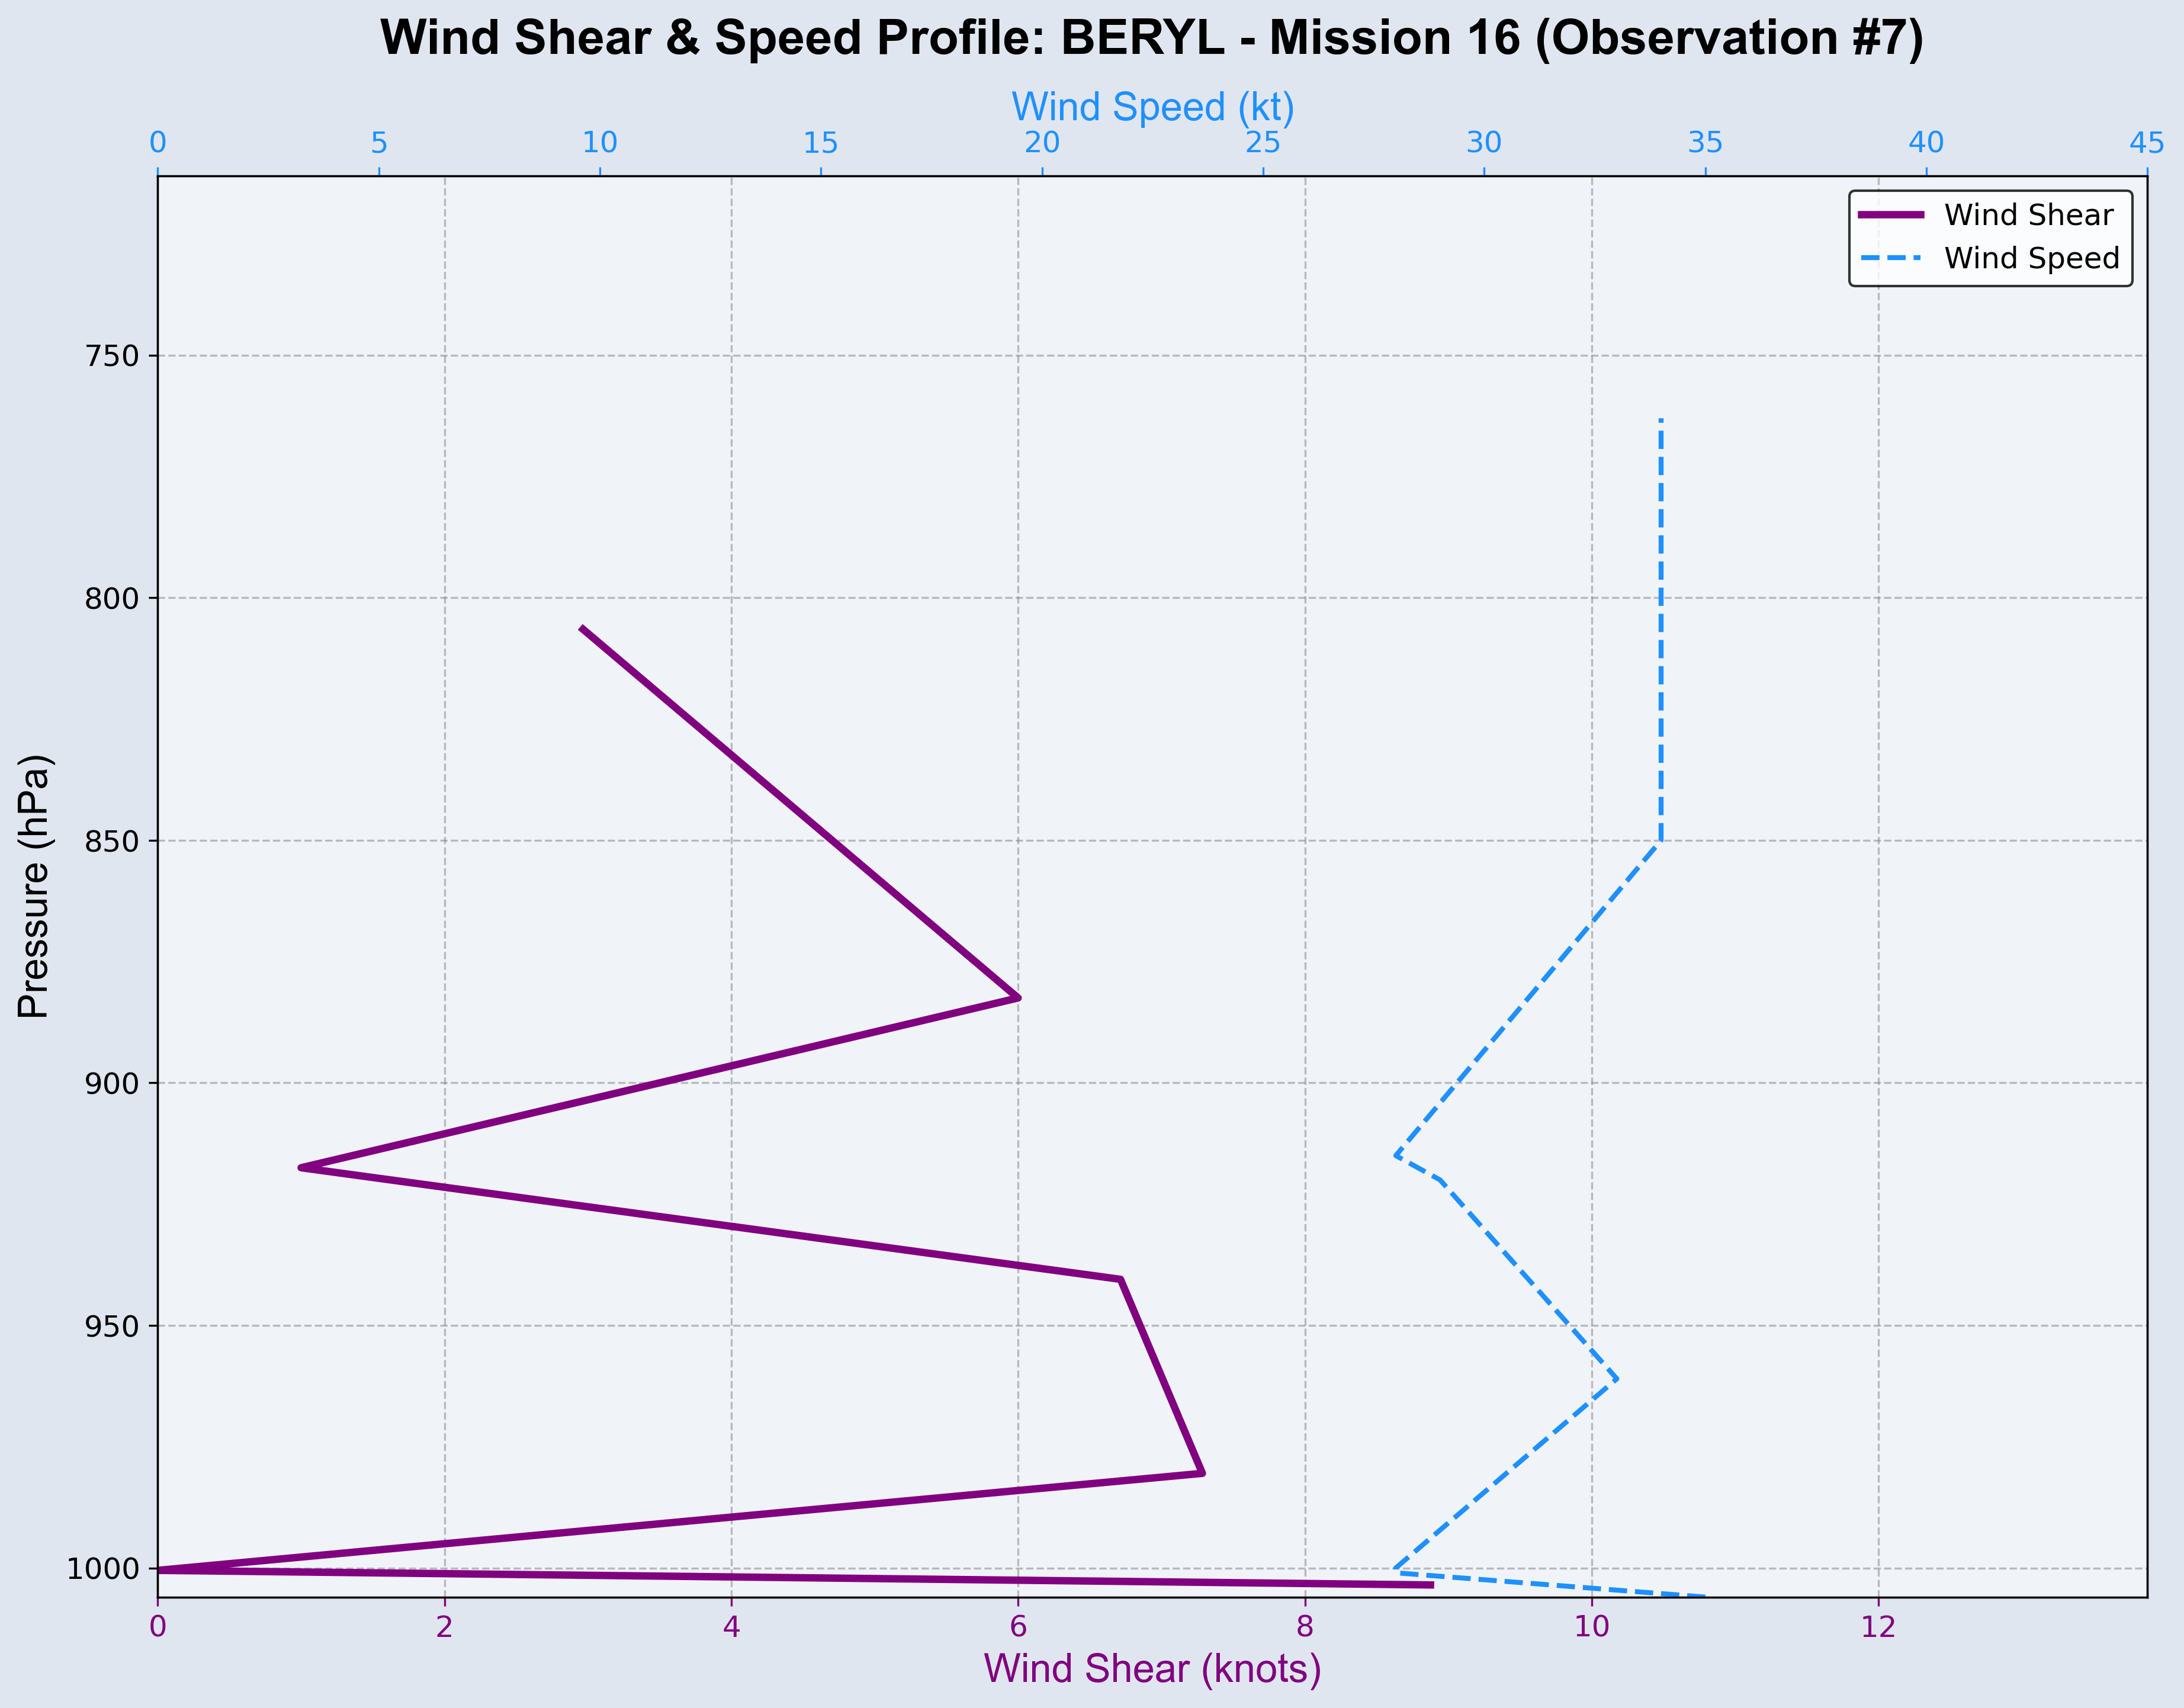 Wind Shear & Speed Profile: BERYL - Mission 16 (Observation #7)
Wind Speed (kt)
0 5 10 15 20 25 30 35 40 45
Wind Shear
Wind Speed
750
800
850
900
950
1000
Pressure (hPa)
0 2 4 6 8 10 12
Wind Shear (knots)